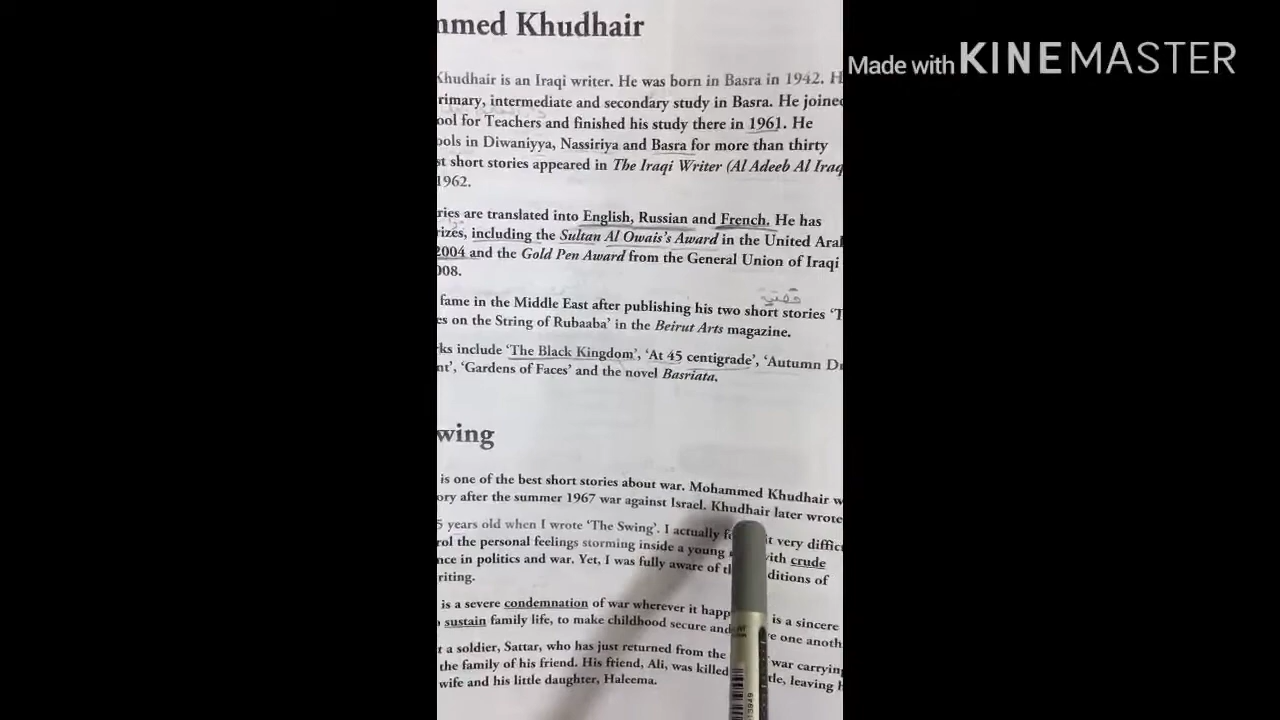 Made with KINEMASTER
mmed Khudhair
Khudhair is an Iraqi writer. He was born in Basra in 1942. H
rimary, intermediate and secondary study in Basra. He joined
ool for Teachers and finished his study there in 1961. He
ools in Diwaniyya, Nassiriya and Basra for more than thirty
st short stories appeared in The Iraqi Writer (Al Adeeb Al Iraq
1962.
ries are translated into English, Russian and French. He has
rizes, including the Sultan Al Owais's Award in the United Aral
2004 and the Gold Pen Award from the General Union of Iraqi
008.
fame in the Middle East after publishing his two short stories 'T
es on the String of Rubaaba' in the Beirut Arts magazine.
rks include 'The Black Kingdom', 'At 45 centigrade', 'Autumn Dr
nt', 'Gardens of Faces' and the novel Basriata.
wing
is one of the best short stories about war. Mohammed Khudhair w
ory after the summer 1967 war against Israel. Khudhair later wrote
5 years old when I wrote 'The Swing'. I actually very diffic
rol the personal feelings storming inside a young with crude
nce in politics and war. Yet, I was fully aware of ditions of
riting.
is a severe condemnation of war wherever it happ is a sincere
sustain family life, to make childhood secure and one anoth
t a soldier, Sattar, who has just returned from the war carryin
the family of his friend. His friend, Ali, was killed tle, leaving h
wife and his little daughter, Haleema.